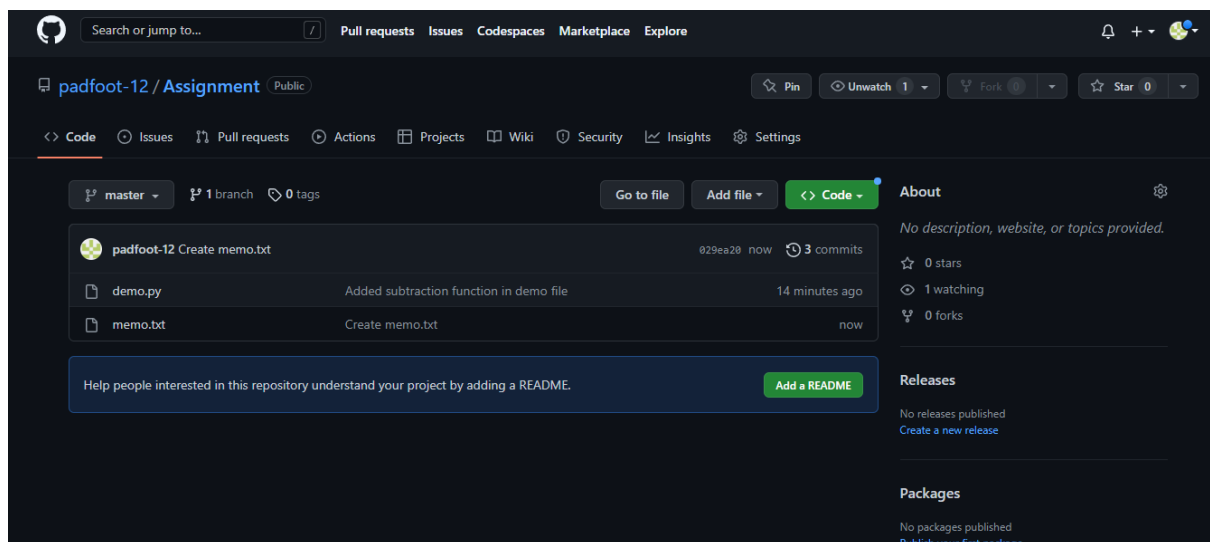 Search or jump to... /
Pull requests Issues Codespaces Marketplace Explore
padfoot-12 / Assignment Public
Pin Unwatch 1 Fork 0 Star 0
Code Issues Pull requests Actions Projects Wiki Security Insights Settings
master 1 branch 0 tags Go to file Add file Code
padfoot-12 Create memo.txt 029ea20 now 3 commits
demo.py Added subtraction function in demo file 14 minutes ago
memo.txt Create memo.txt now
Help people interested in this repository understand your project by adding a README. Add a README
About
No description, website, or topics provided.
0 stars
1 watching
0 forks
Releases
No releases published
Create a new release
Packages
No packages published
Publish your first package